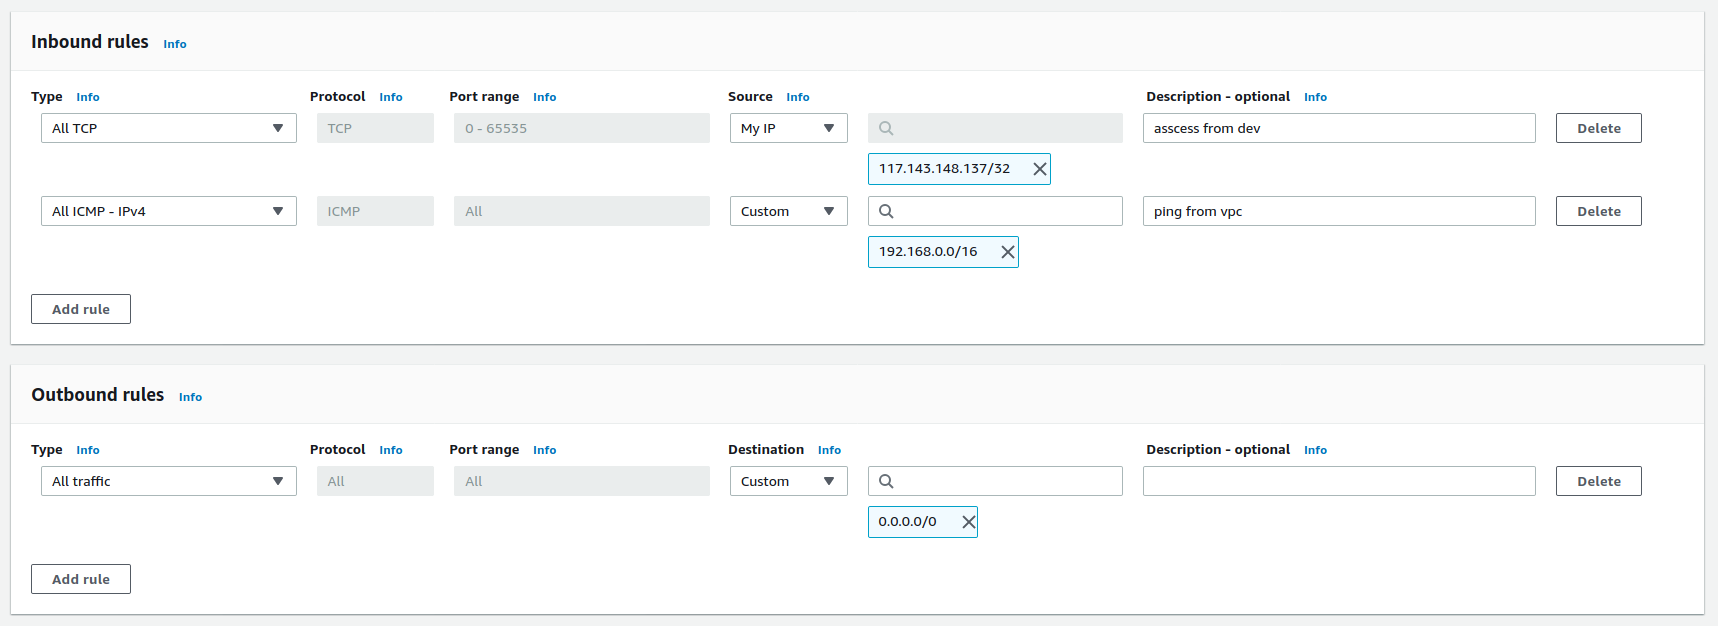 Inbound rules Info
Type Info Protocol Info Port range Info Source Info Description - optional Info
All TCP TCP 0 - 65535 My IP asscess from dev Delete
117.143.148.137/32
All ICMP - IPv4 ICMP All Custom ping from vpc Delete
192.168.0.0/16
Add rule
Outbound rules Info
Type Info Protocol Info Port range Info Destination Info Description - optional Info
All traffic All All Custom Delete
0.0.0.0/0
Add rule